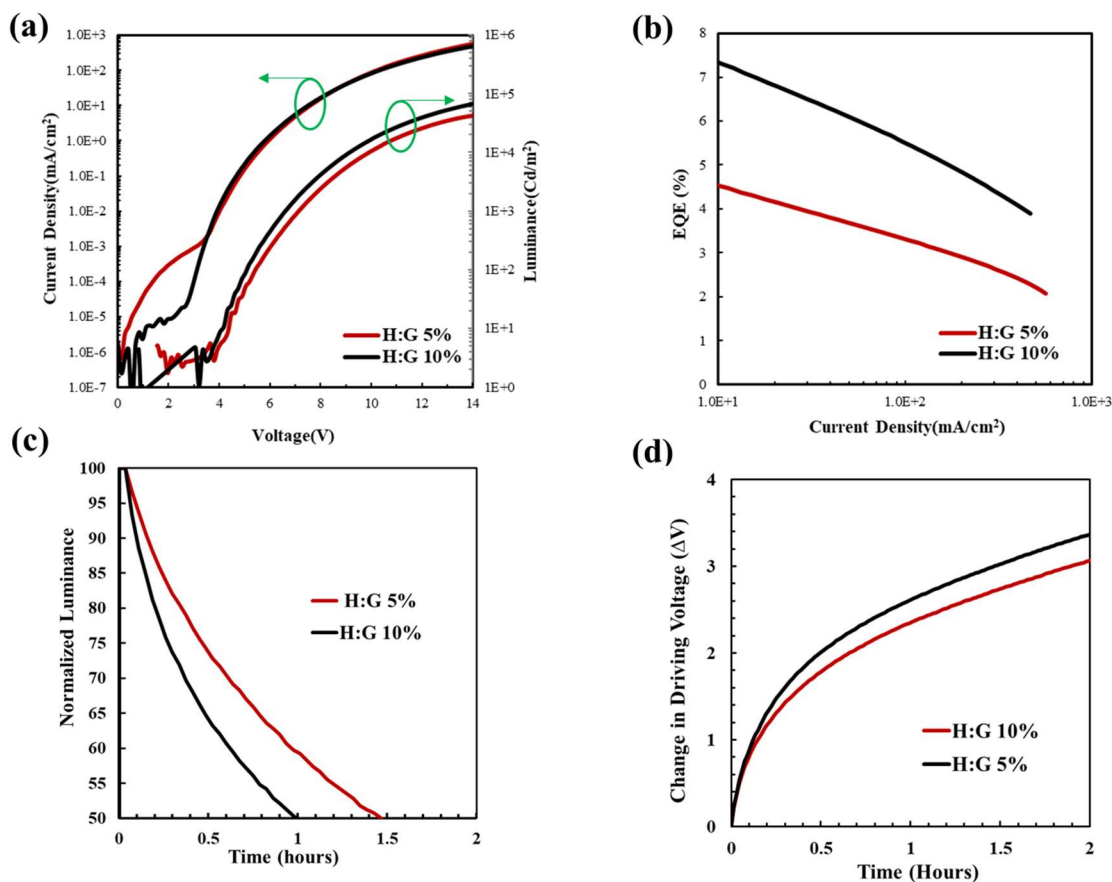 (a)
1.0E+3
1.0E+2
1.0E+1
1.0E+0
1.0E-1
1.0E-2
1.0E-3
1.0E-4
1.0E-5
1.0E-6
1.0E-7
Current Density(mA/cm²)
1E+6
1E+5
1E+4
1E+3
1E+2
1E+1
1E+0
Luminance(Cd/m²)
H:G 5%
H:G 10%
0 2 4 6 8 10 12 14
Voltage(V)
(b)
8
7
6
5
4
3
2
1
0
EQE (%)
H:G 5%
H:G 10%
1.0E+1 1.0E+2 1.0E+3
Current Density(mA/cm²)
(c)
100
95
90
85
80
75
70
65
60
55
50
Normalized Luminance
H:G 5%
H:G 10%
0 0.5 1 1.5 2
Time (hours)
(d)
4
3
2
1
0
Change in Driving Voltage (ΔV)
H:G 10%
H:G 5%
0 0.5 1 1.5 2
Time (Hours)